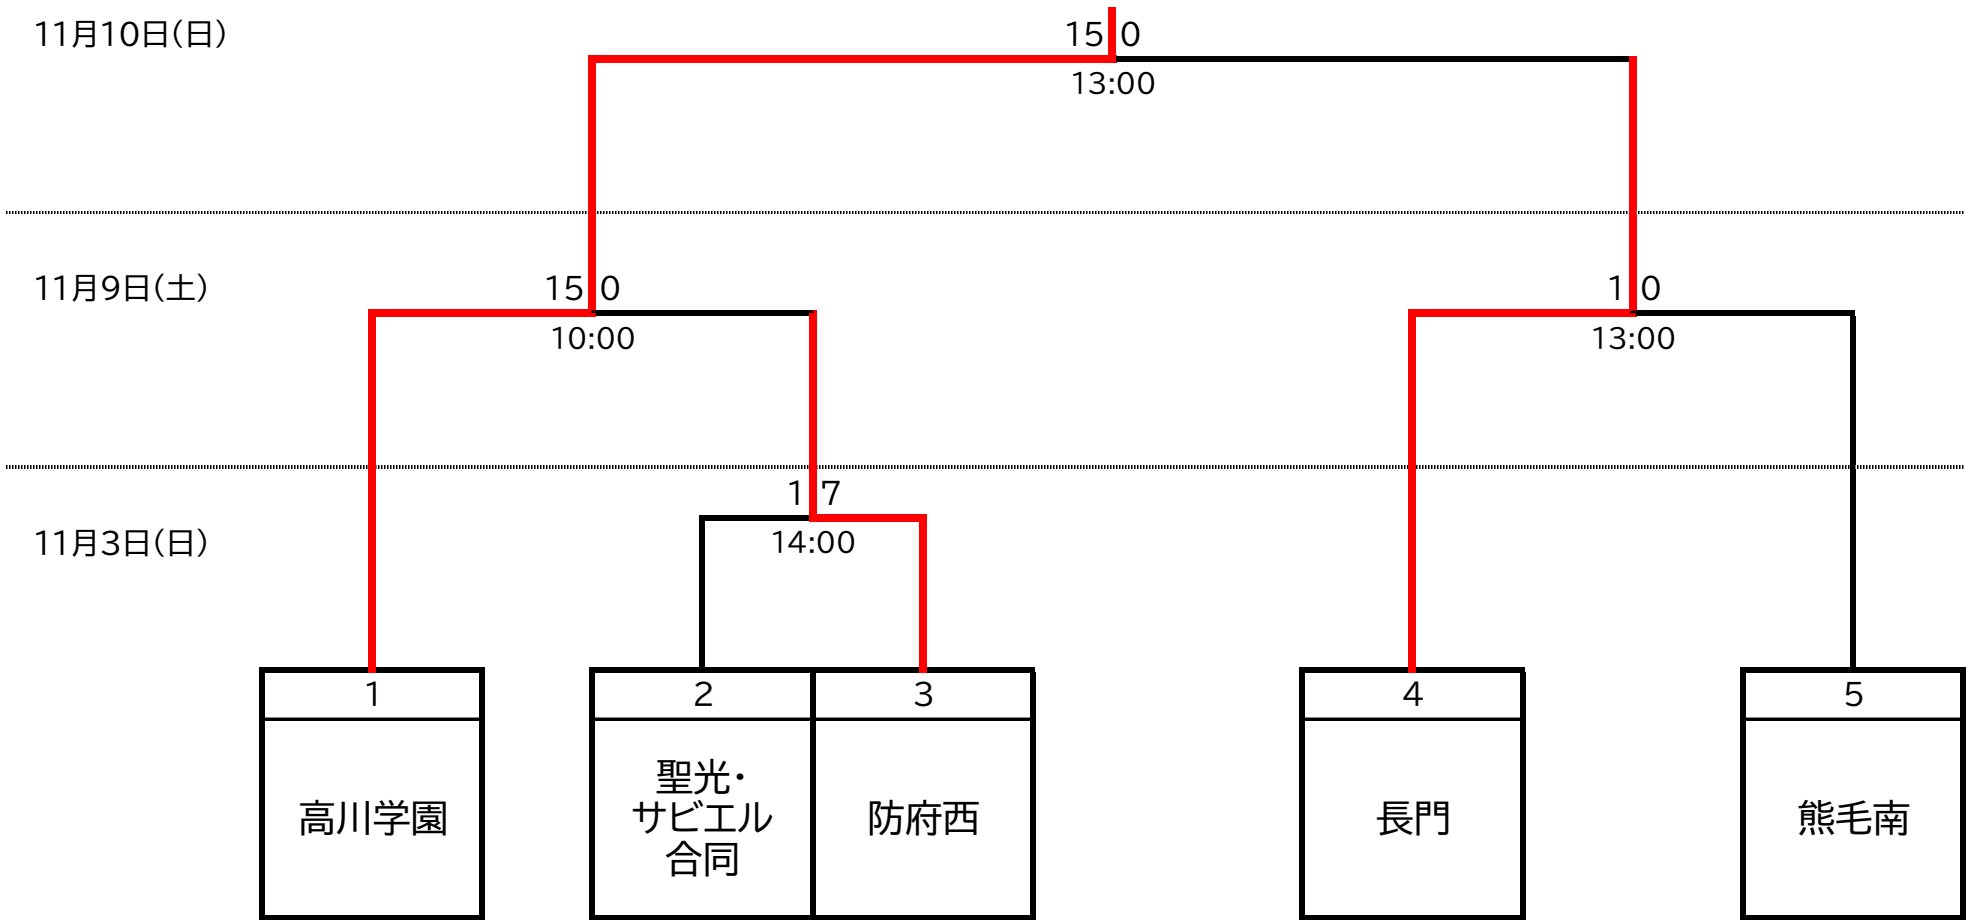 11月10日(日)
15 0
13:00
11月9日(土)
15 0
1 0
10:00
13:00
1 7
11月3日(日)
14:00
1
2
3
4
5
高川学園
聖光・
サビエル
合同
防府西
長門
熊毛南